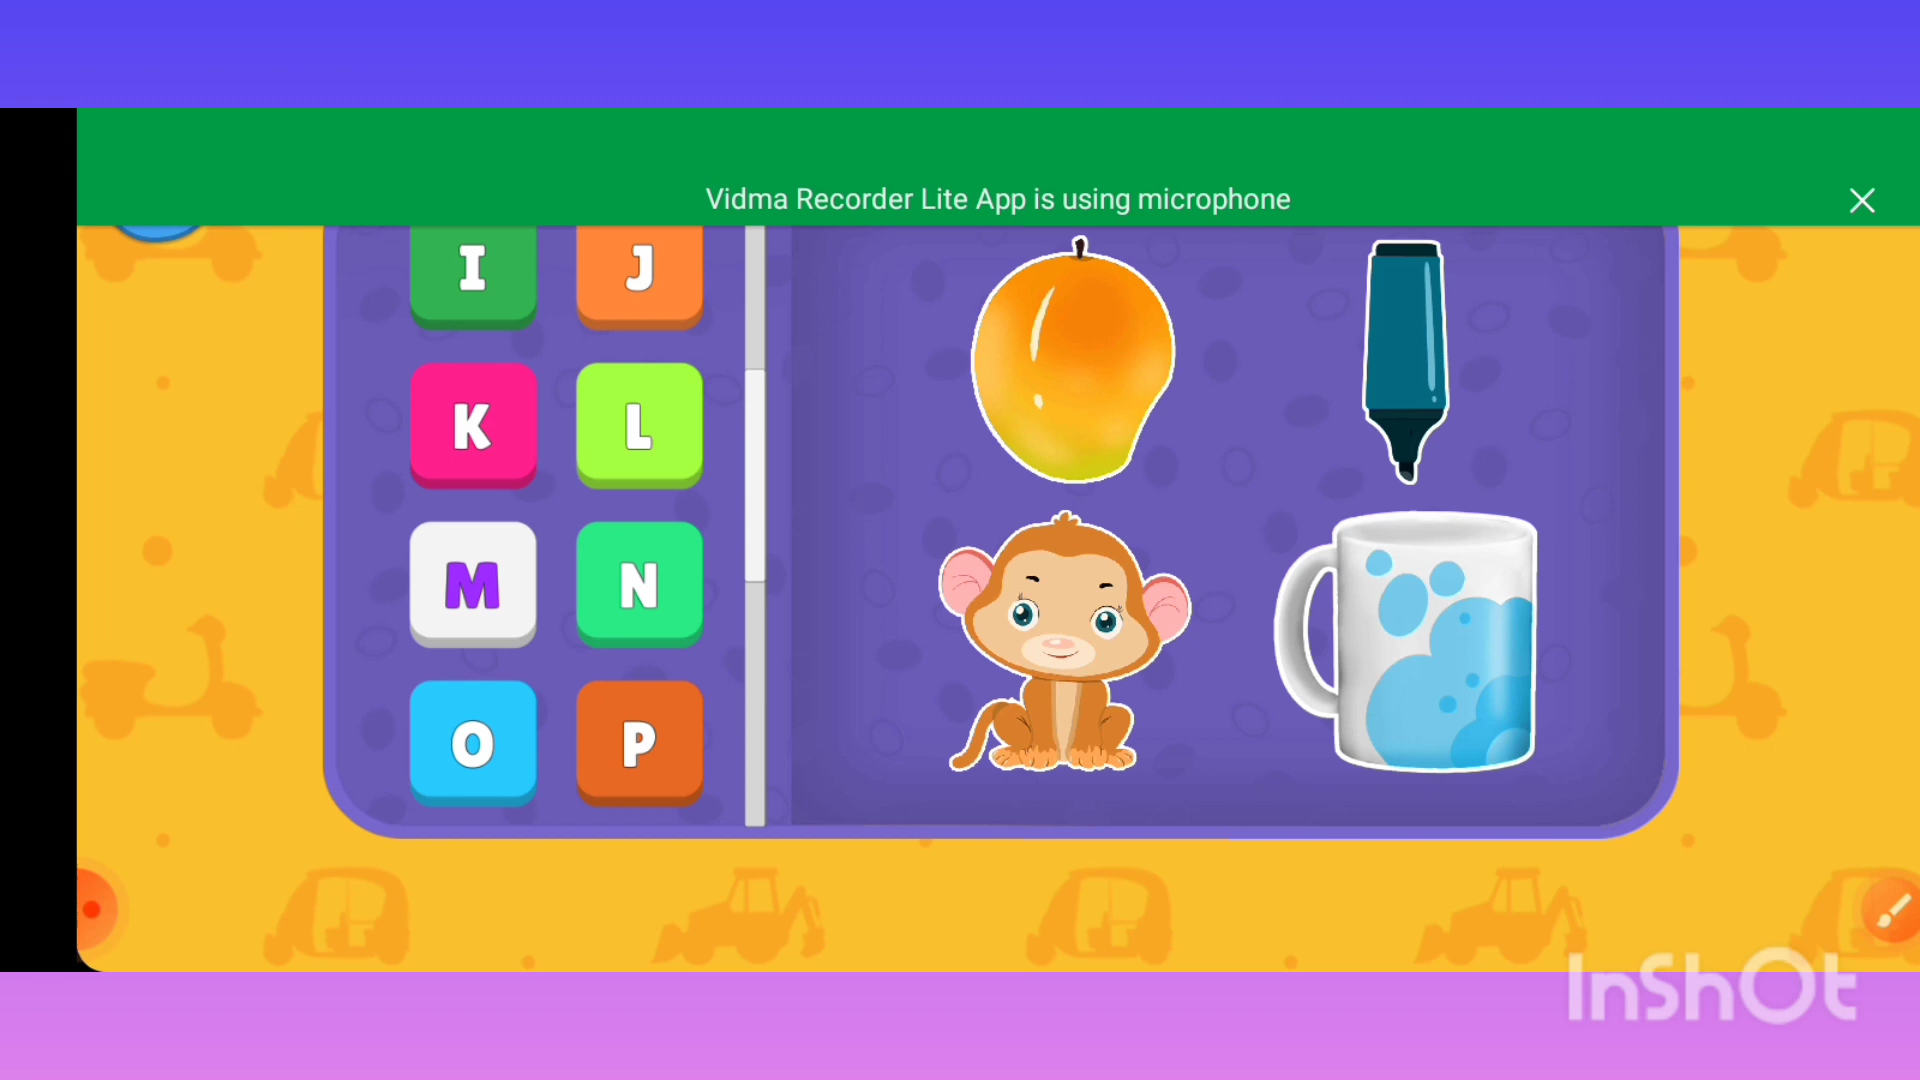 Vidma Recorder Lite App is using microphone
I J
K L
M N
O P
InShOt